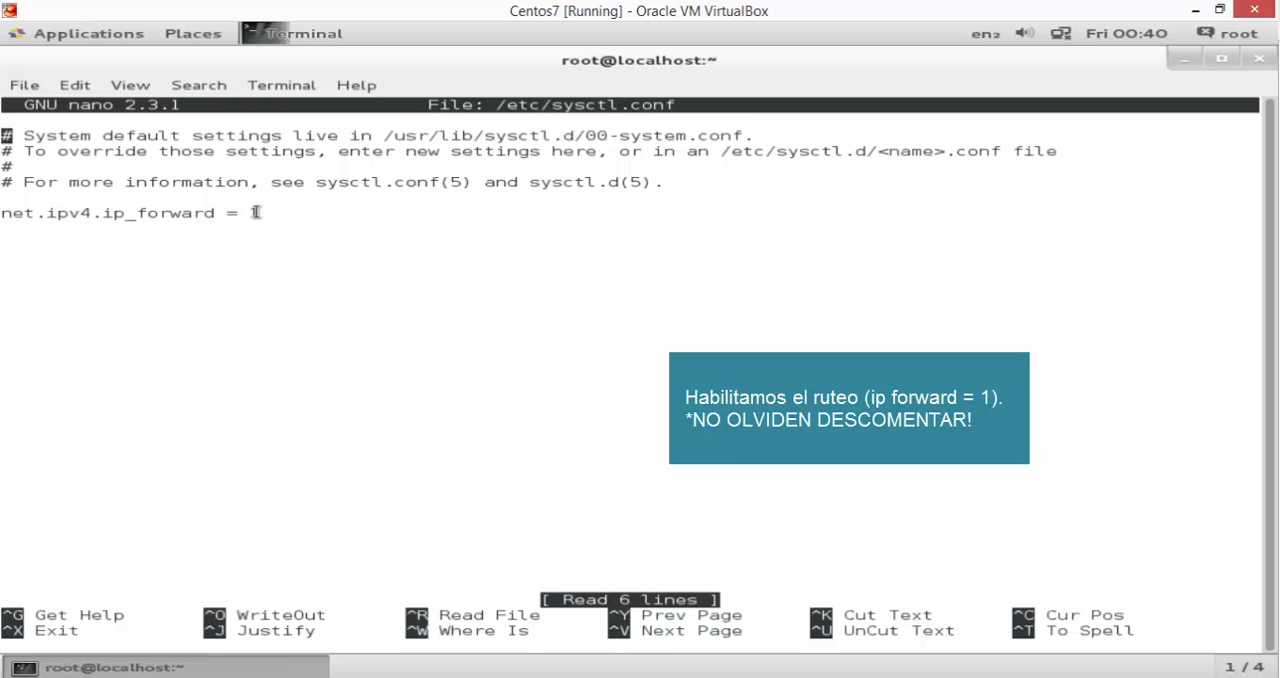 Centos7 [Running] - Oracle VM VirtualBox
Applications Places Terminal en₂ Fri 00:40 root
root@localhost:~
File Edit View Search Terminal Help
GNU nano 2.3.1 File: /etc/sysctl.conf
# System default settings live in /usr/lib/sysctl.d/00-system.conf.
# To override those settings, enter new settings here, or in an /etc/sysctl.d/<name>.conf file
#
# For more information, see sysctl.conf(5) and sysctl.d(5).
net.ipv4.ip_forward = 1
Habilitamos el ruteo (ip forward = 1).
*NO OLVIDEN DESCOMENTAR!
[ Read 6 lines ]
^G Get Help ^O WriteOut ^R Read File ^Y Prev Page ^K Cut Text ^C Cur Pos
^X Exit ^J Justify ^W Where Is ^V Next Page ^U UnCut Text ^T To Spell
root@localhost:~ 1 / 4